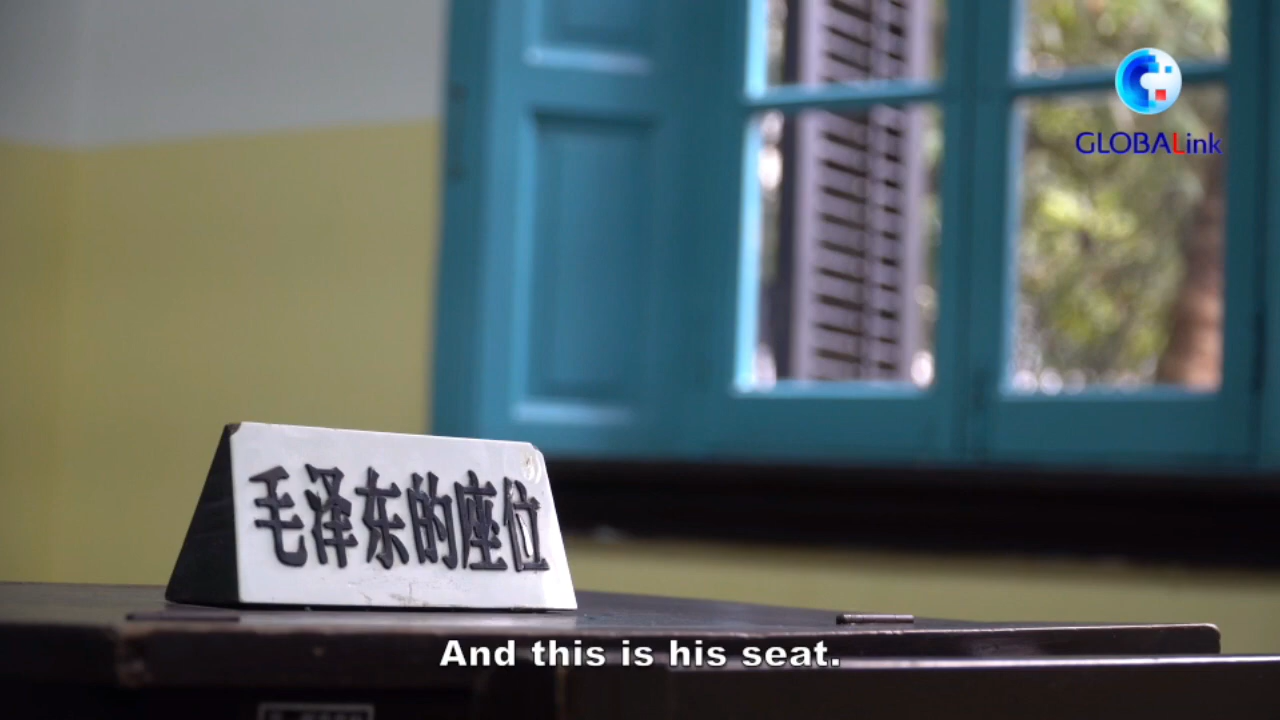 GLOBALink
毛泽东的座位
And this is his seat.